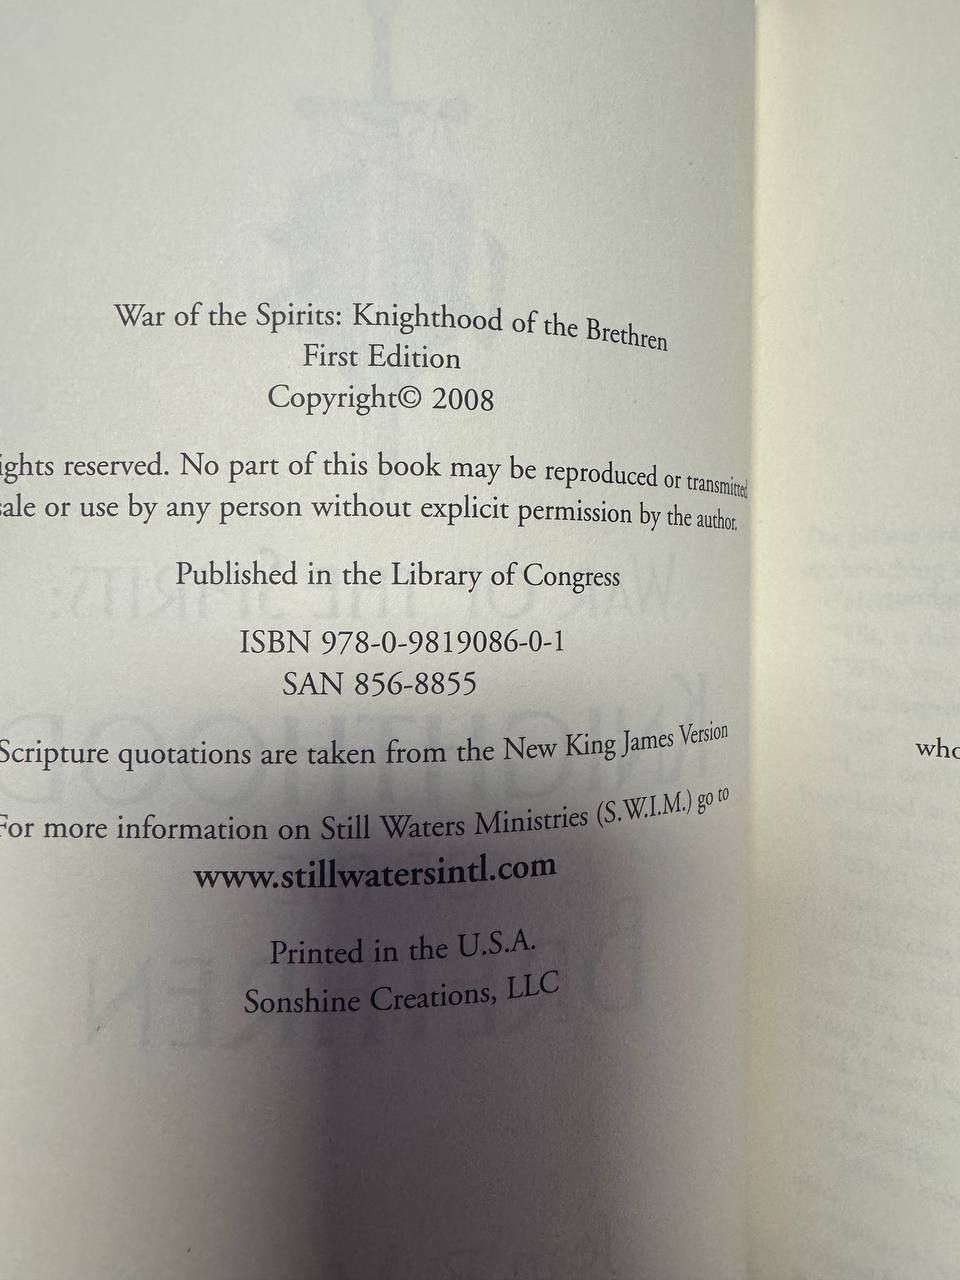 War of the Spirits: Knighthood of the Brethren
First Edition
Copyright© 2008
ights reserved. No part of this book may be reproduced or transmitted
sale or use by any person without explicit permission by the author.
Published in the Library of Congress
ISBN 978-0-9819086-0-1
SAN 856-8855
Scripture quotations are taken from the New King James Version
For more information on Still Waters Ministries (S.W.I.M.) go to
www.stillwatersintl.com
Printed in the U.S.A.
Sonshine Creations, LLC